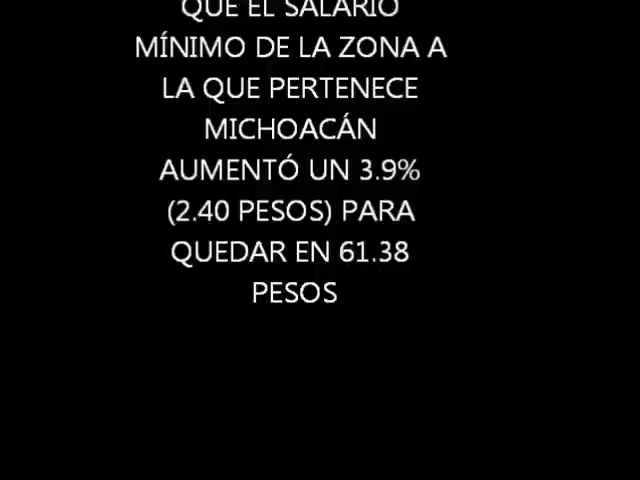 QUE EL SALARIO
MÍNIMO DE LA ZONA A
LA QUE PERTENECE
MICHOACÁN
AUMENTÓ UN 3.9%
(2.40 PESOS) PARA
QUEDAR EN 61.38
PESOS